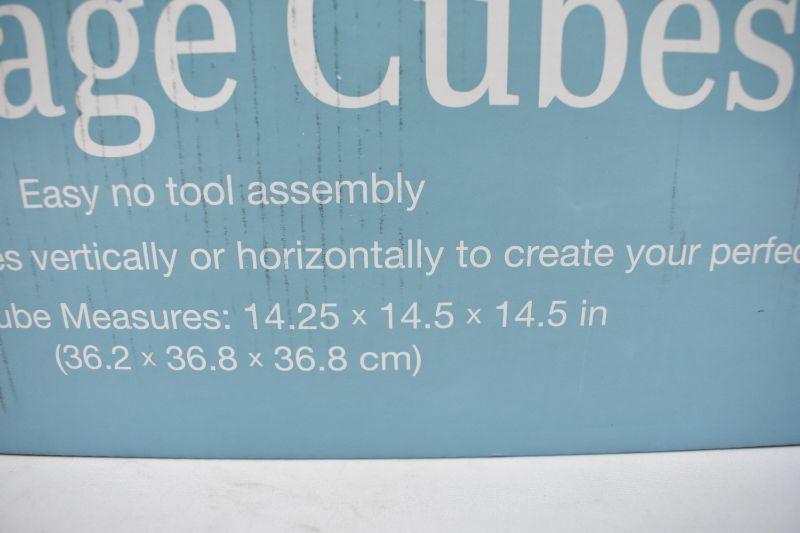 age Cubes
Easy no tool assembly
es vertically or horizontally to create your perfec
ube Measures: 14.25 x 14.5 x 14.5 in
(36.2 x 36.8 x 36.8 cm)